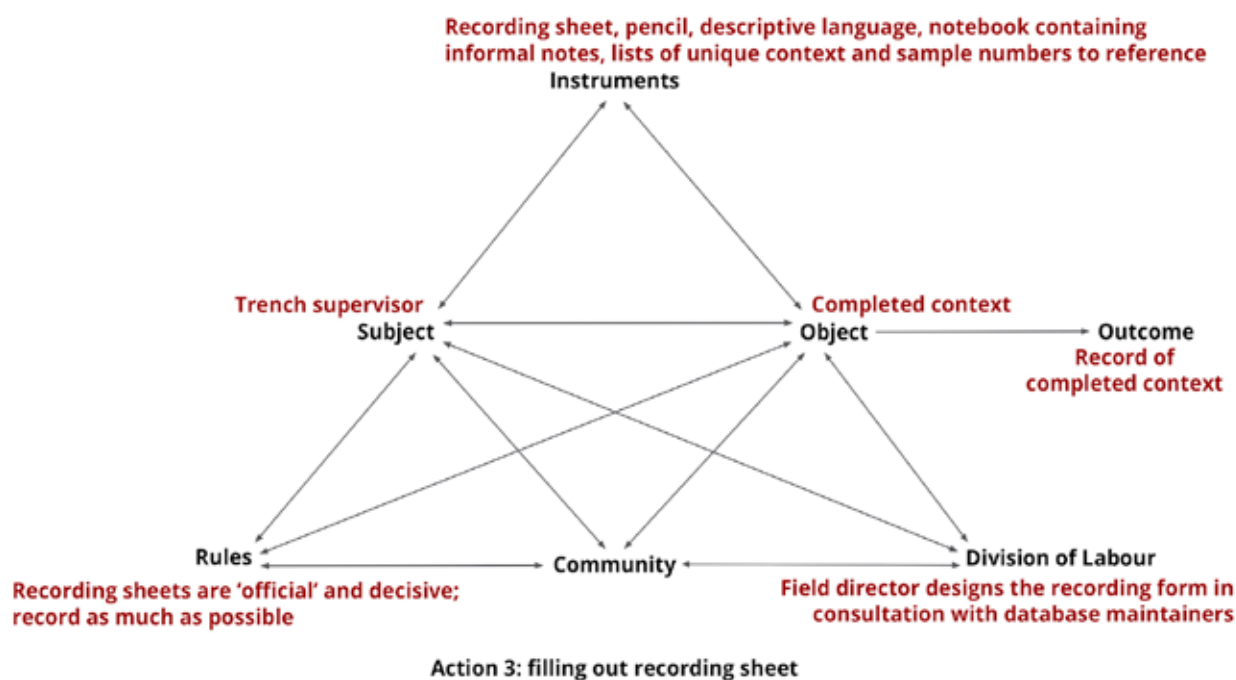 Recording sheet, pencil, descriptive language, notebook containing
informal notes, lists of unique context and sample numbers to reference
Instruments
Trench supervisor
Subject
Completed context
Object
Outcome
Record of
completed context
Rules
Recording sheets are ‘official’ and decisive;
record as much as possible
Community
Division of Labour
Field director designs the recording form in
consultation with database maintainers
Action 3: filling out recording sheet